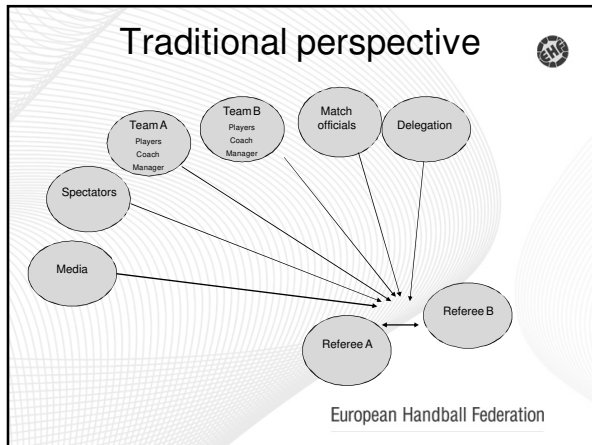 Traditional perspective
EHF
Team A
Players
Coach
Manager
Team B
Players
Coach
Manager
Match
officials
Delegation
Spectators
Media
Referee A
Referee B
European Handball Federation